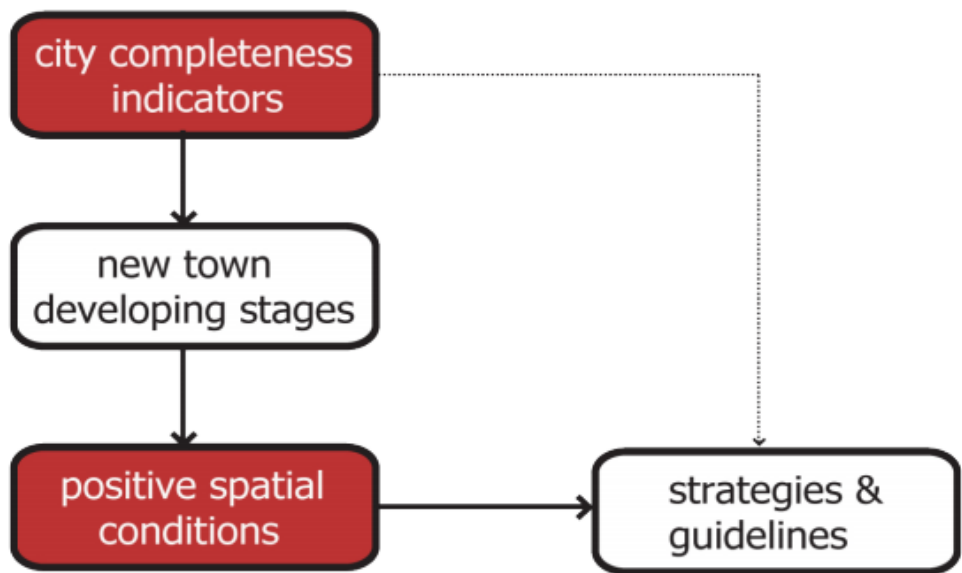 city completeness
indicators
new town
developing stages
positive spatial
conditions
strategies &
guidelines